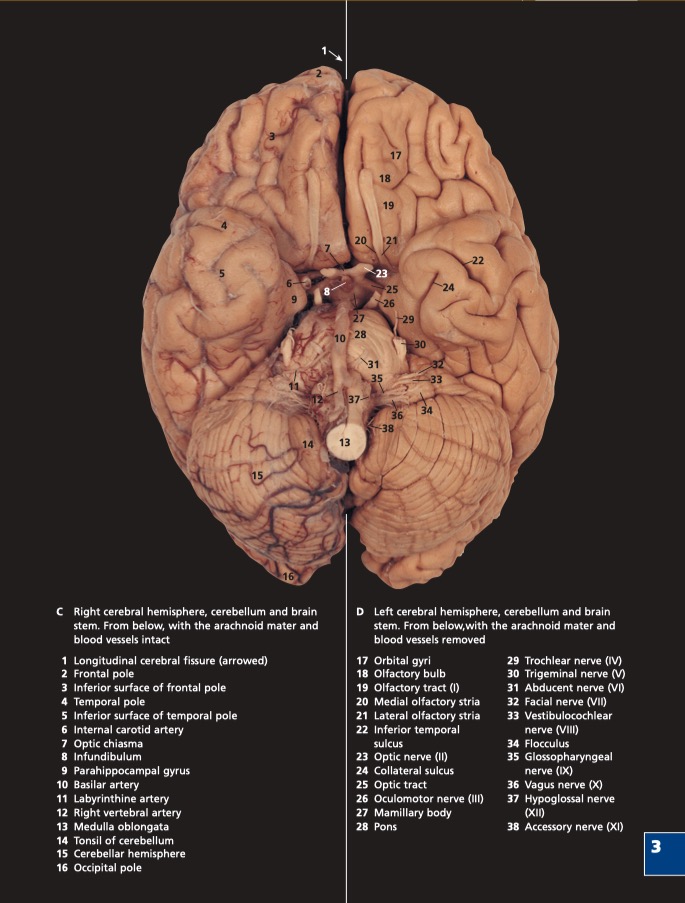 1
2
3
17
18
4
19
20
21
7
5
22
23
6
8
25
24
9
26
27
29
10
28
30
31
32
11
35
33
12
37
34
36
38
14
13
15
16
C Right cerebral hemisphere, cerebellum and brain
stem. From below, with the arachnoid mater and
blood vessels intact
1 Longitudinal cerebral fissure (arrowed)
2 Frontal pole
3 Inferior surface of frontal pole
4 Temporal pole
5 Inferior surface of temporal pole
6 Internal carotid artery
7 Optic chiasma
8 Infundibulum
9 Parahippocampal gyrus
10 Basilar artery
11 Labyrinthine artery
12 Right vertebral artery
13 Medulla oblongata
14 Tonsil of cerebellum
15 Cerebellar hemisphere
16 Occipital pole
D Left cerebral hemisphere, cerebellum and brain
stem. From below,with the arachnoid mater and
blood vessels removed
17 Orbital gyri
18 Olfactory bulb
19 Olfactory tract (I)
20 Medial olfactory stria
21 Lateral olfactory stria
22 Inferior temporal
sulcus
23 Optic nerve (II)
24 Collateral sulcus
25 Optic tract
26 Oculomotor nerve (III)
27 Mamillary body
28 Pons
29 Trochlear nerve (IV)
30 Trigeminal nerve (V)
31 Abducent nerve (VI)
32 Facial nerve (VII)
33 Vestibulocochlear
nerve (VIII)
34 Flocculus
35 Glossopharyngeal
nerve (IX)
36 Vagus nerve (X)
37 Hypoglossal nerve
(XII)
38 Accessory nerve (XI)
3